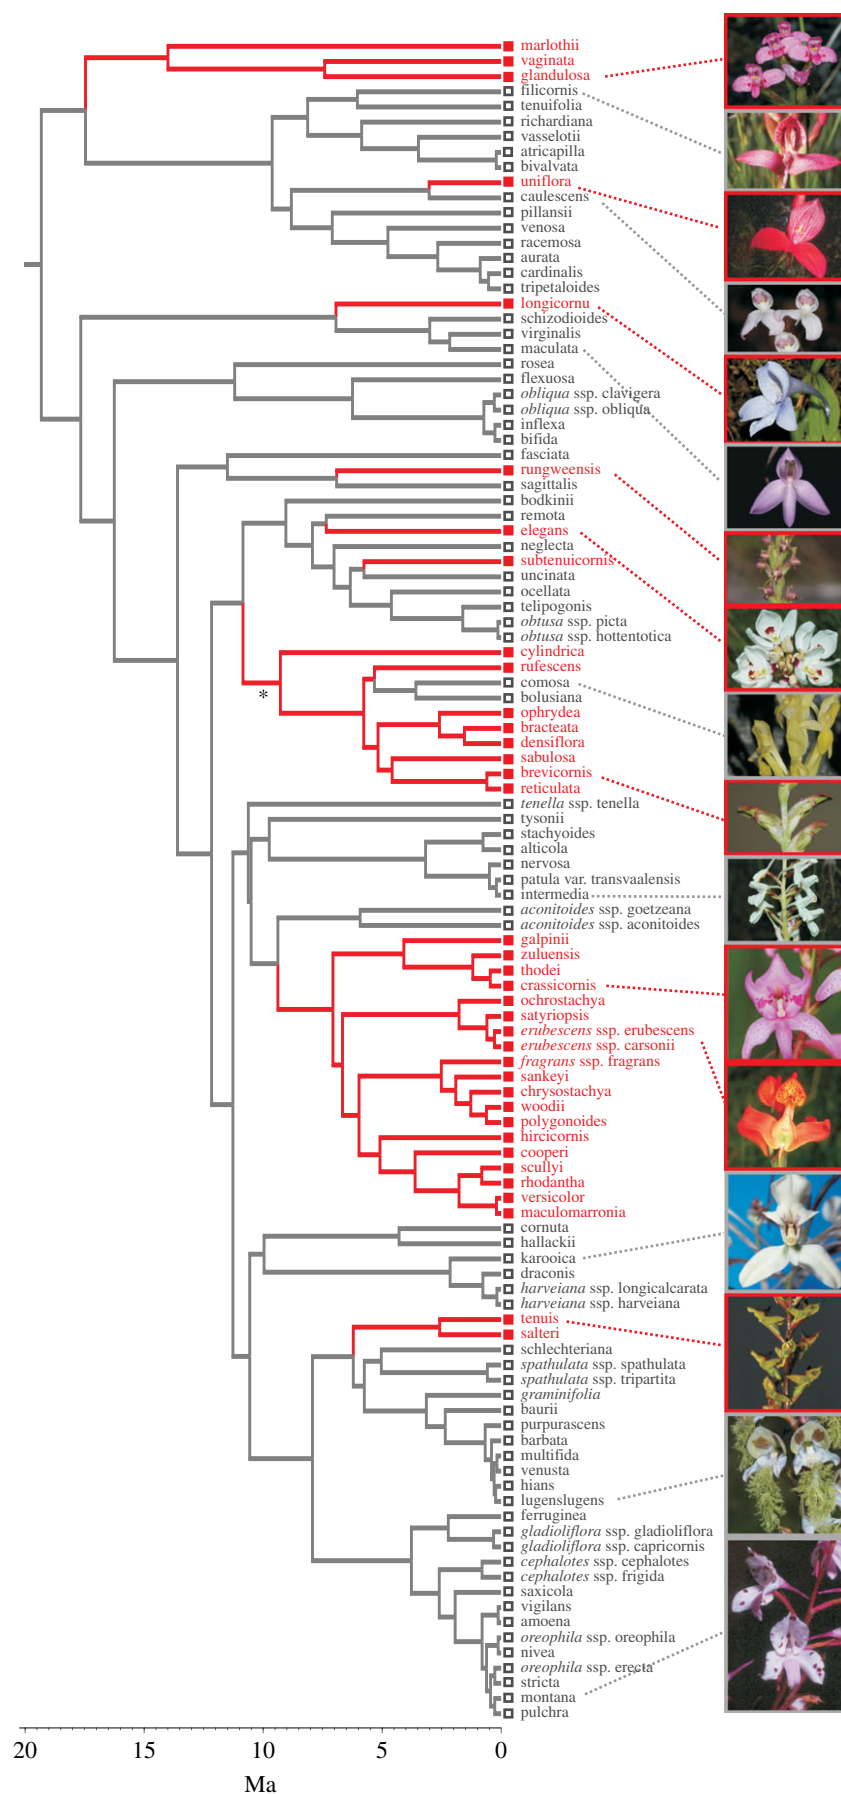 marlothii
vaginata
glandulosa
filicornis
tenuifolia
richardiana
vasselotii
atricapilla
bivalvata
uniflora
caulescens
pillansii
venosa
racemosa
aurata
cardinalis
tripetaloides
longicornu
schizodioides
virginalis
maculata
rosea
flexuosa
obliqua ssp. clavigera
obliqua ssp. obliqua
inflexa
bifida
fasciata
rungweensis
sagittalis
bodkinii
remota
elegans
neglecta
subtenuicornis
uncinata
ocellata
telipogonis
obtusa ssp. picta
obtusa ssp. hottentotica
cylindrica
rufescens
comosa
*
bolusiana
ophrydea
bracteata
densiflora
sabulosa
brevicornis
reticulata
tenella ssp. tenella
tysonii
stachyoides
alticola
nervosa
patula var. transvaalensis
intermedia
aconitoides ssp. goetzeana
aconitoides ssp. aconitoides
galpinii
zuluensis
thodei
crassicornis
ochrostachya
satyriopsis
erubescens ssp. erubescens
erubescens ssp. carsonii
fragrans ssp. fragrans
sankeyi
chrysostachya
woodii
polygonoides
hircicornis
cooperi
scullyi
rhodantha
versicolor
maculomarronia
cornuta
hallackii
karooica
draconis
harveiana ssp. longicalcarata
harveiana ssp. harveiana
tenuis
salteri
schlechteriana
spathulata ssp. spathulata
spathulata ssp. tripartita
graminifolia
baurii
purpurascens
barbata
multifida
venusta
hians
lugenslugens
ferruginea
gladioliflora ssp. gladioliflora
gladioliflora ssp. capricornis
cephalotes ssp. cephalotes
cephalotes ssp. frigida
saxicola
vigilans
amoena
oreophila ssp. oreophila
nivea
oreophila ssp. erecta
stricta
montana
pulchra
20 15 10 5 0
Ma